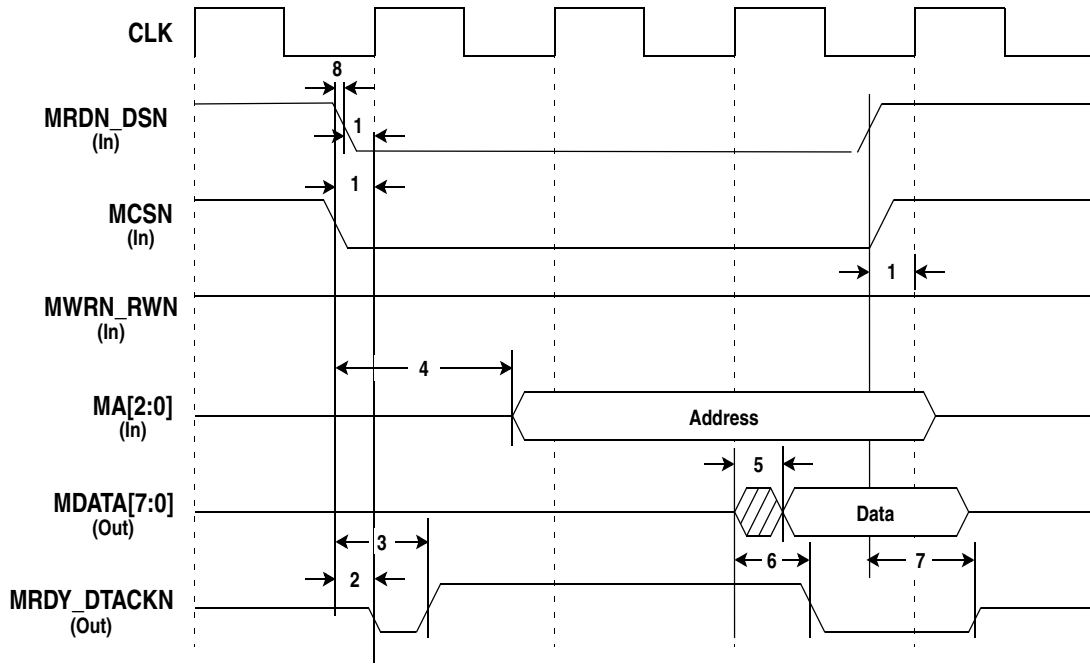 CLK
8
MRDN_DSN
(In)
1
1
MCSN
(In)
1
MWRN_RWN
(In)
4
MA[2:0]
(In)
Address
5
MDATA[7:0]
(Out)
Data
3
6
7
2
MRDY_DTACKN
(Out)